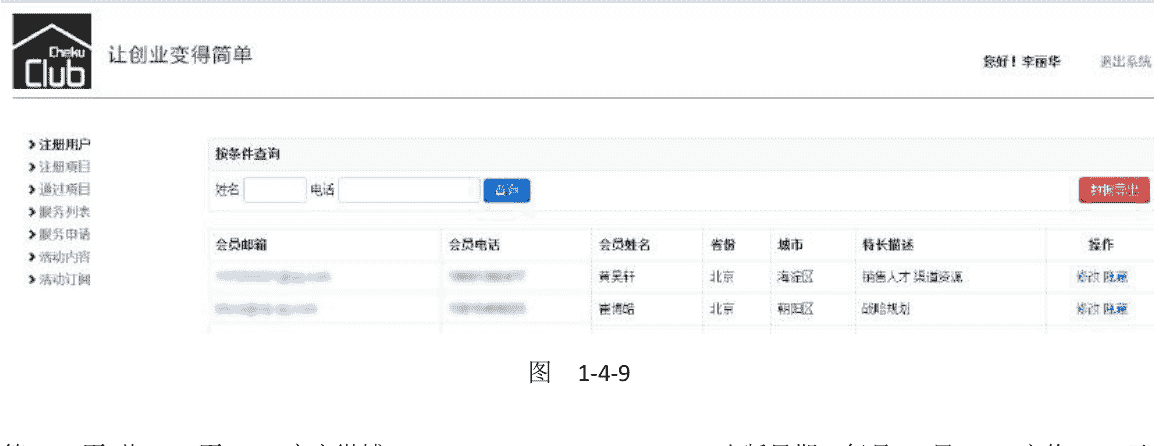 Cheku
Club
让创业变得简单
您好！李丽华 退出系统
注册用户
注册项目
通过项目
服务列表
服务申请
活动内容
活动订阅
按条件查询
姓名 电话 查询 数据导出
会员邮箱 会员电话 会员姓名 省份 城市 特长描述 操作
黄昊轩 北京 海淀区 销售人才 渠道资源 修改 隐藏
崔博皓 北京 朝阳区 战略规划 修改 隐藏
图 1-4-9